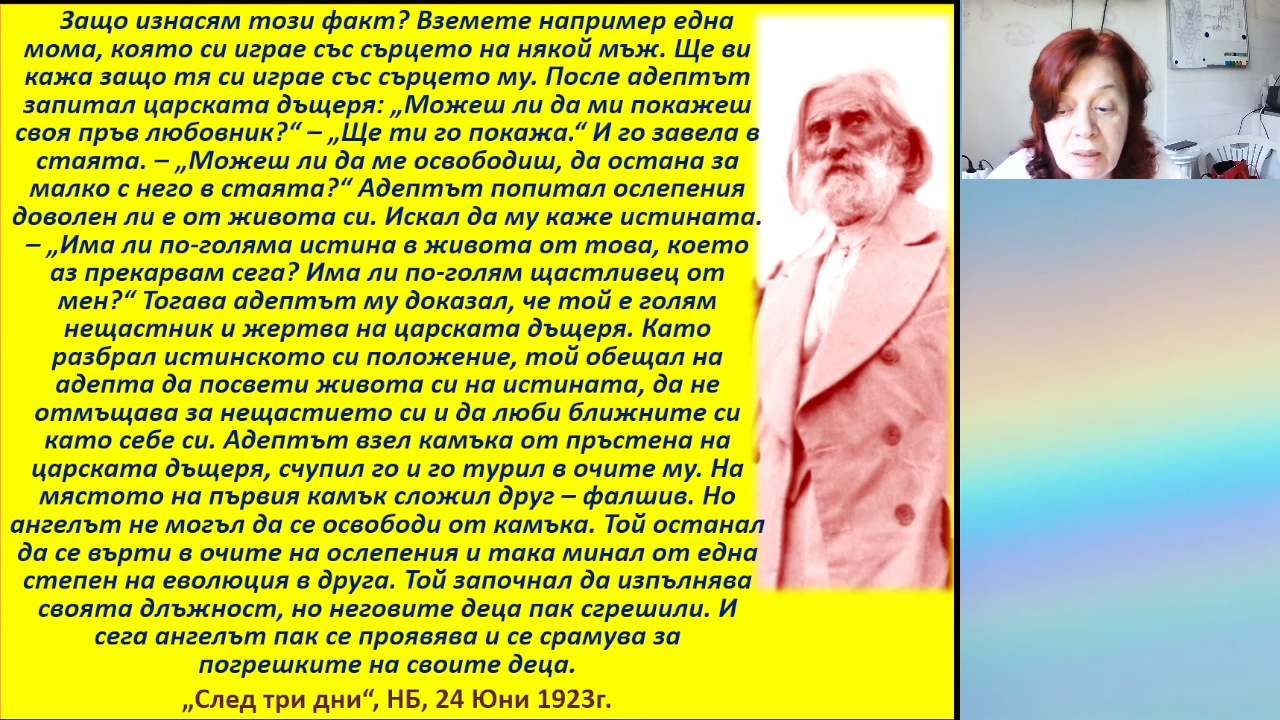 Защо изнасям този факт? Вземете например една
мома, която си играе със сърцето на някой мъж. Ще ви
кажа защо тя си играе със сърцето му. После адептът
запитал царската дъщеря: „Можеш ли да ми покажеш
своя пръв любовник?“ – „Ще ти го покажа.“ И го завела в
стаята. – „Можеш ли да ме освободиш, да остана за
малко с него в стаята?“ Адептът попитал ослепения
доволен ли е от живота си. Искал да му каже истината.
– „Има ли по-голяма истина в живота от това, което
аз прекарвам сега? Има ли по-голям щастливец от
мен?“ Тогава адептът му доказал, че той е голям
нещастник и жертва на царската дъщеря. Като
разбрал истинското си положение, той обещал на
адепта да посвети живота си на истината, да не
отмъщава за нещастието си и да люби ближните си
като себе си. Адептът взел камъка от пръстена на
царската дъщеря, счупил го и го турил в очите му. На
мястото на първия камък сложил друг – фалшив. Но
ангелът не могъл да се освободи от камъка. Той останал
да се върти в очите на ослепения и така минал от една
степен на еволюция в друга. Той започнал да изпълнява
своята длъжност, но неговите деца пак сгрешили. И
сега ангелът пак се проявява и се срамува за
погрешките на своите деца.
„След три дни“, НБ, 24 Юни 1923г.